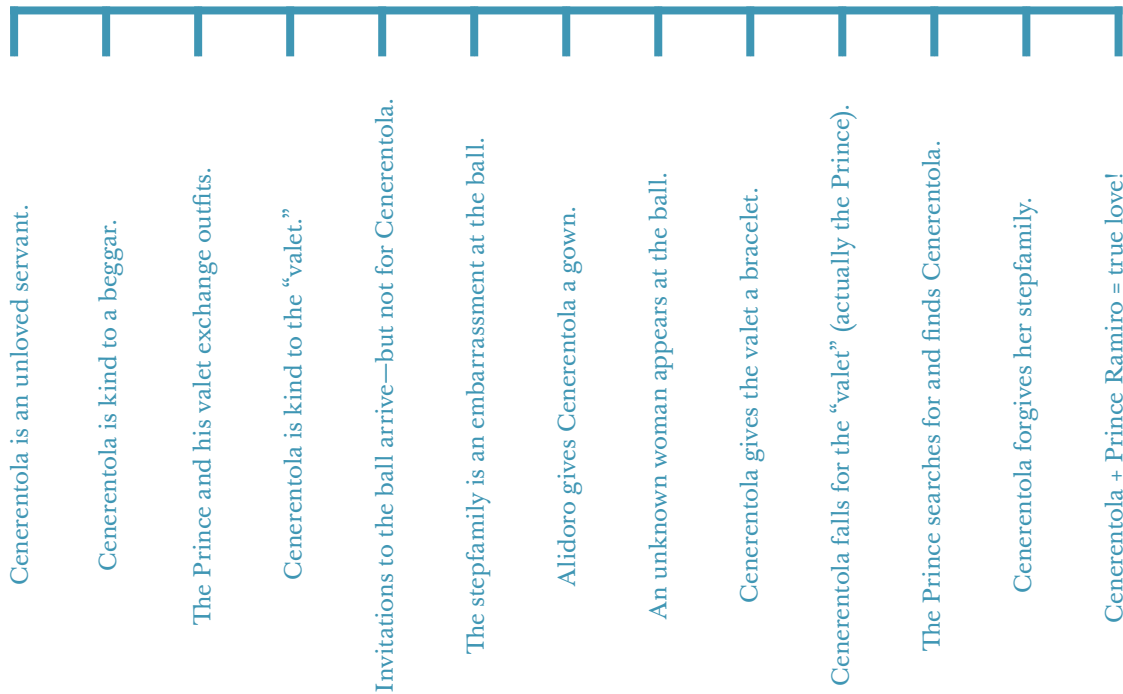 Cenerentola is an unloved servant.
Cenerentola is kind to a beggar.
The Prince and his valet exchange outfits.
Cenerentola is kind to the “valet.”
Invitations to the ball arrive—but not for Cenerentola.
The stepfamily is an embarrassment at the ball.
Alidoro gives Cenerentola a gown.
An unknown woman appears at the ball.
Cenerentola gives the valet a bracelet.
Cenerentola falls for the “valet” (actually the Prince).
The Prince searches for and finds Cenerentola.
Cenerentola forgives her stepfamily.
Cenerentola + Prince Ramiro = true love!